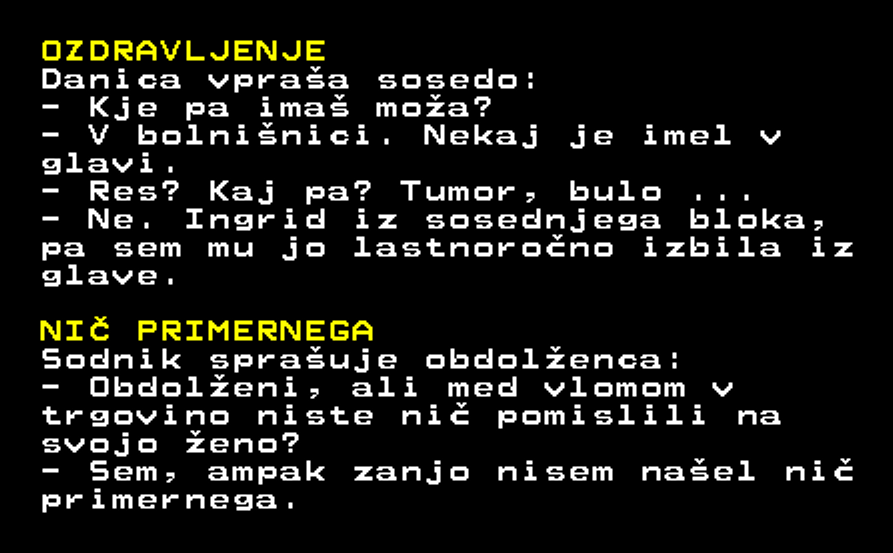 OZDRAVLJENJE
Danica vpraša sosedo:
- Kje pa imaš moža?
- V bolnišnici. Nekaj je imel v
glavi.
- Res? Kaj pa? Tumor, bulo ...
- Ne. Ingrid iz sosednjega bloka,
pa sem mu jo lastnoročno izbila iz
glave.
NIČ PRIMERNEGA
Sodnik sprašuje obdolženca:
- Obdolženi, ali med vlomom v
trgovino niste nič pomislili na
svojo ženo?
- Sem, ampak zanjo nisem našel nič
primernega.